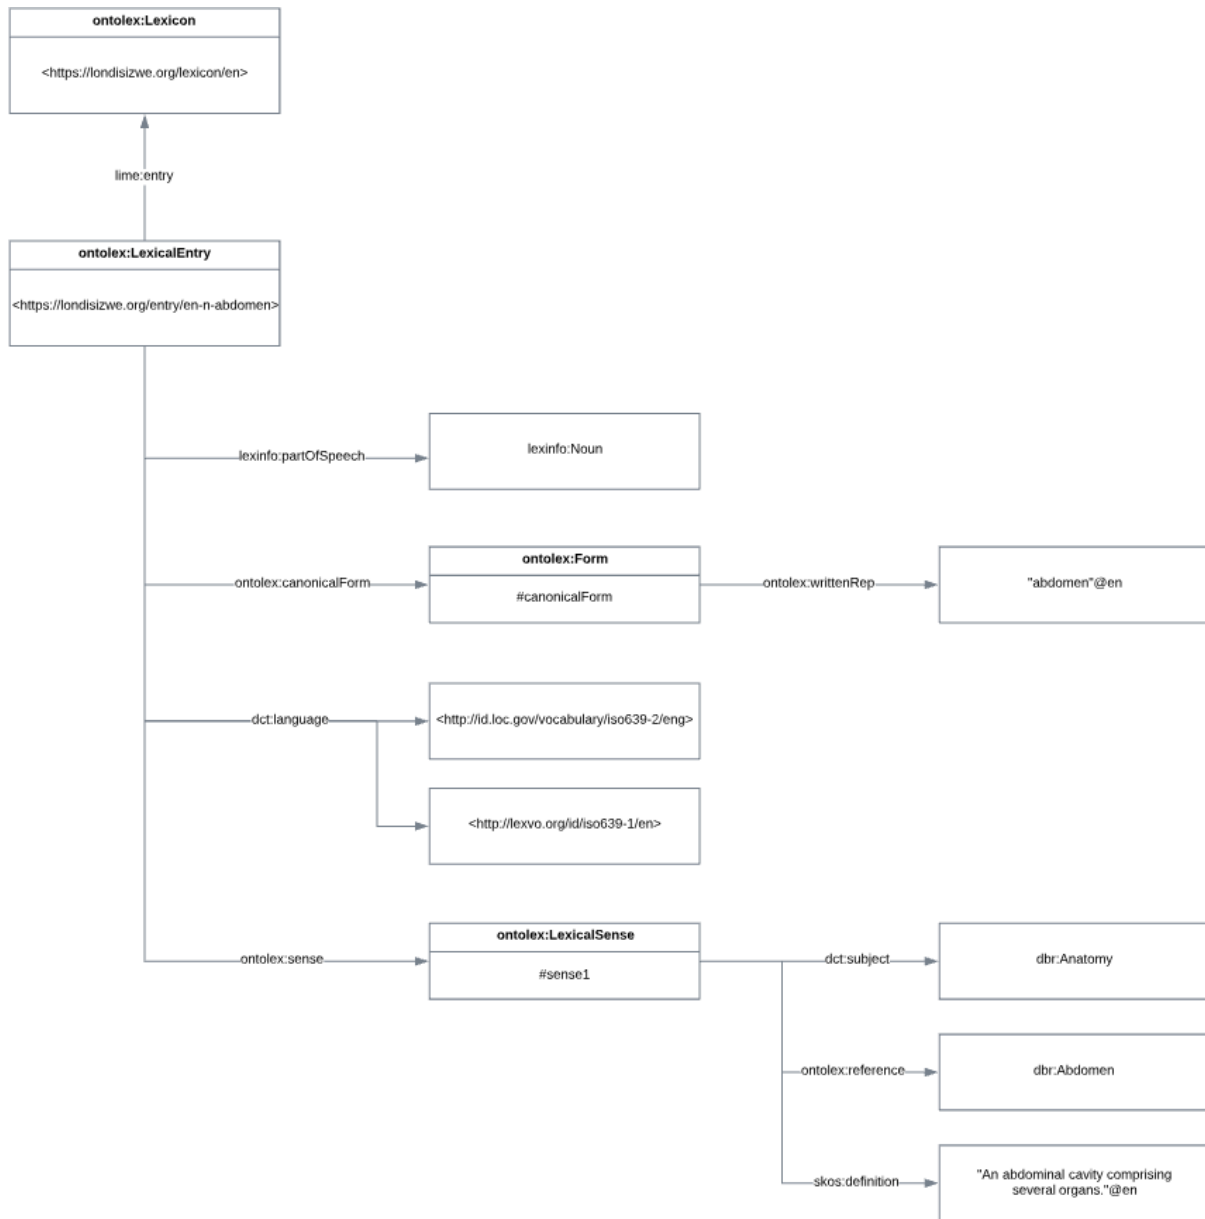 ontolex:Lexicon
<https://londisizwe.org/lexicon/en>
lime:entry
ontolex:LexicalEntry
<https://londisizwe.org/entry/en-n-abdomen>
lexinfo:partOfSpeech
lexinfo:Noun
ontolex:Form
ontolex:canonicalForm
#canonicalForm
ontolex:writtenRep
"abdomen"@en
dct:language
<http://id.loc.gov/vocabulary/iso639-2/eng>
<http://lexvo.org/id/iso639-1/en>
ontolex:LexicalSense
ontolex:sense
#sense1
dct:subject
dbr:Anatomy
ontolex:reference
dbr:Abdomen
skos:definition
"An abdominal cavity comprising
several organs."@en